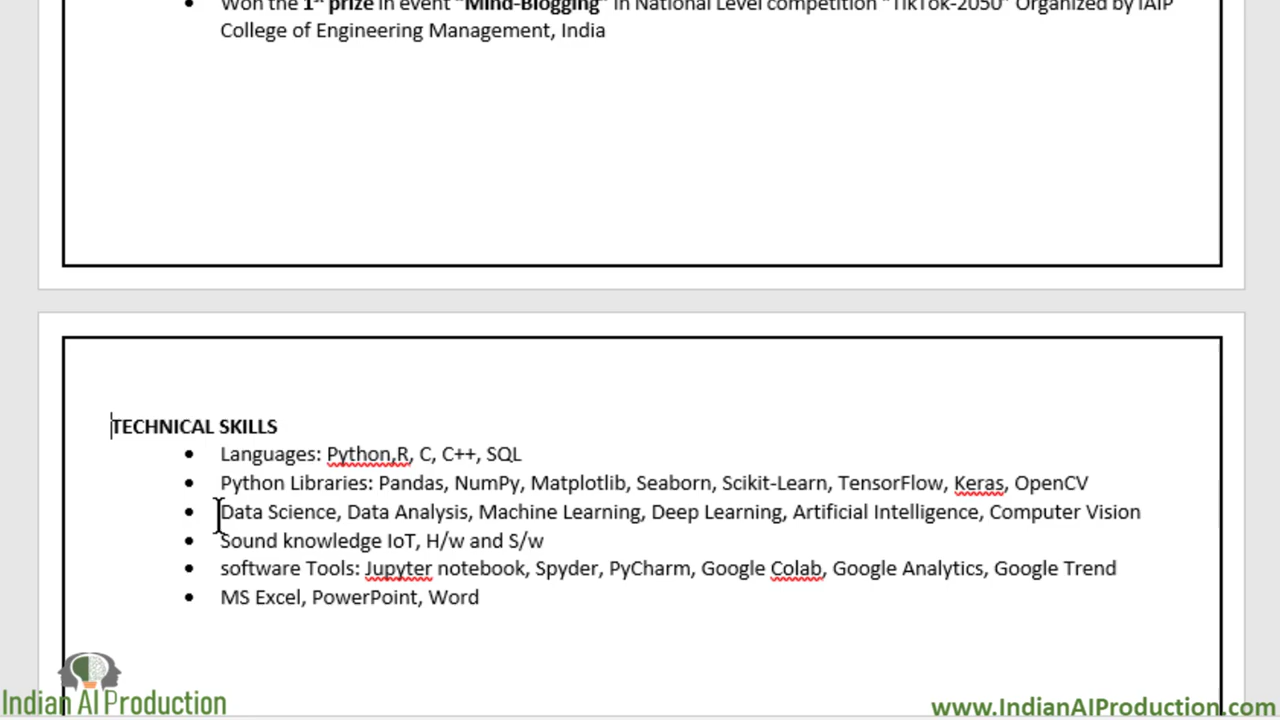 Won the 1st prize in event "Mind-Blogging" in National Level competition "TikTok-2050" Organized by IAIP
College of Engineering Management, India
TECHNICAL SKILLS
Languages: Python,R, C, C++, SQL
Python Libraries: Pandas, NumPy, Matplotlib, Seaborn, Scikit-Learn, TensorFlow, Keras, OpenCV
Data Science, Data Analysis, Machine Learning, Deep Learning, Artificial Intelligence, Computer Vision
Sound knowledge IoT, H/w and S/w
software Tools: Jupyter notebook, Spyder, PyCharm, Google Colab, Google Analytics, Google Trend
MS Excel, PowerPoint, Word
Indian AI Production
www.IndianAIProduction.com